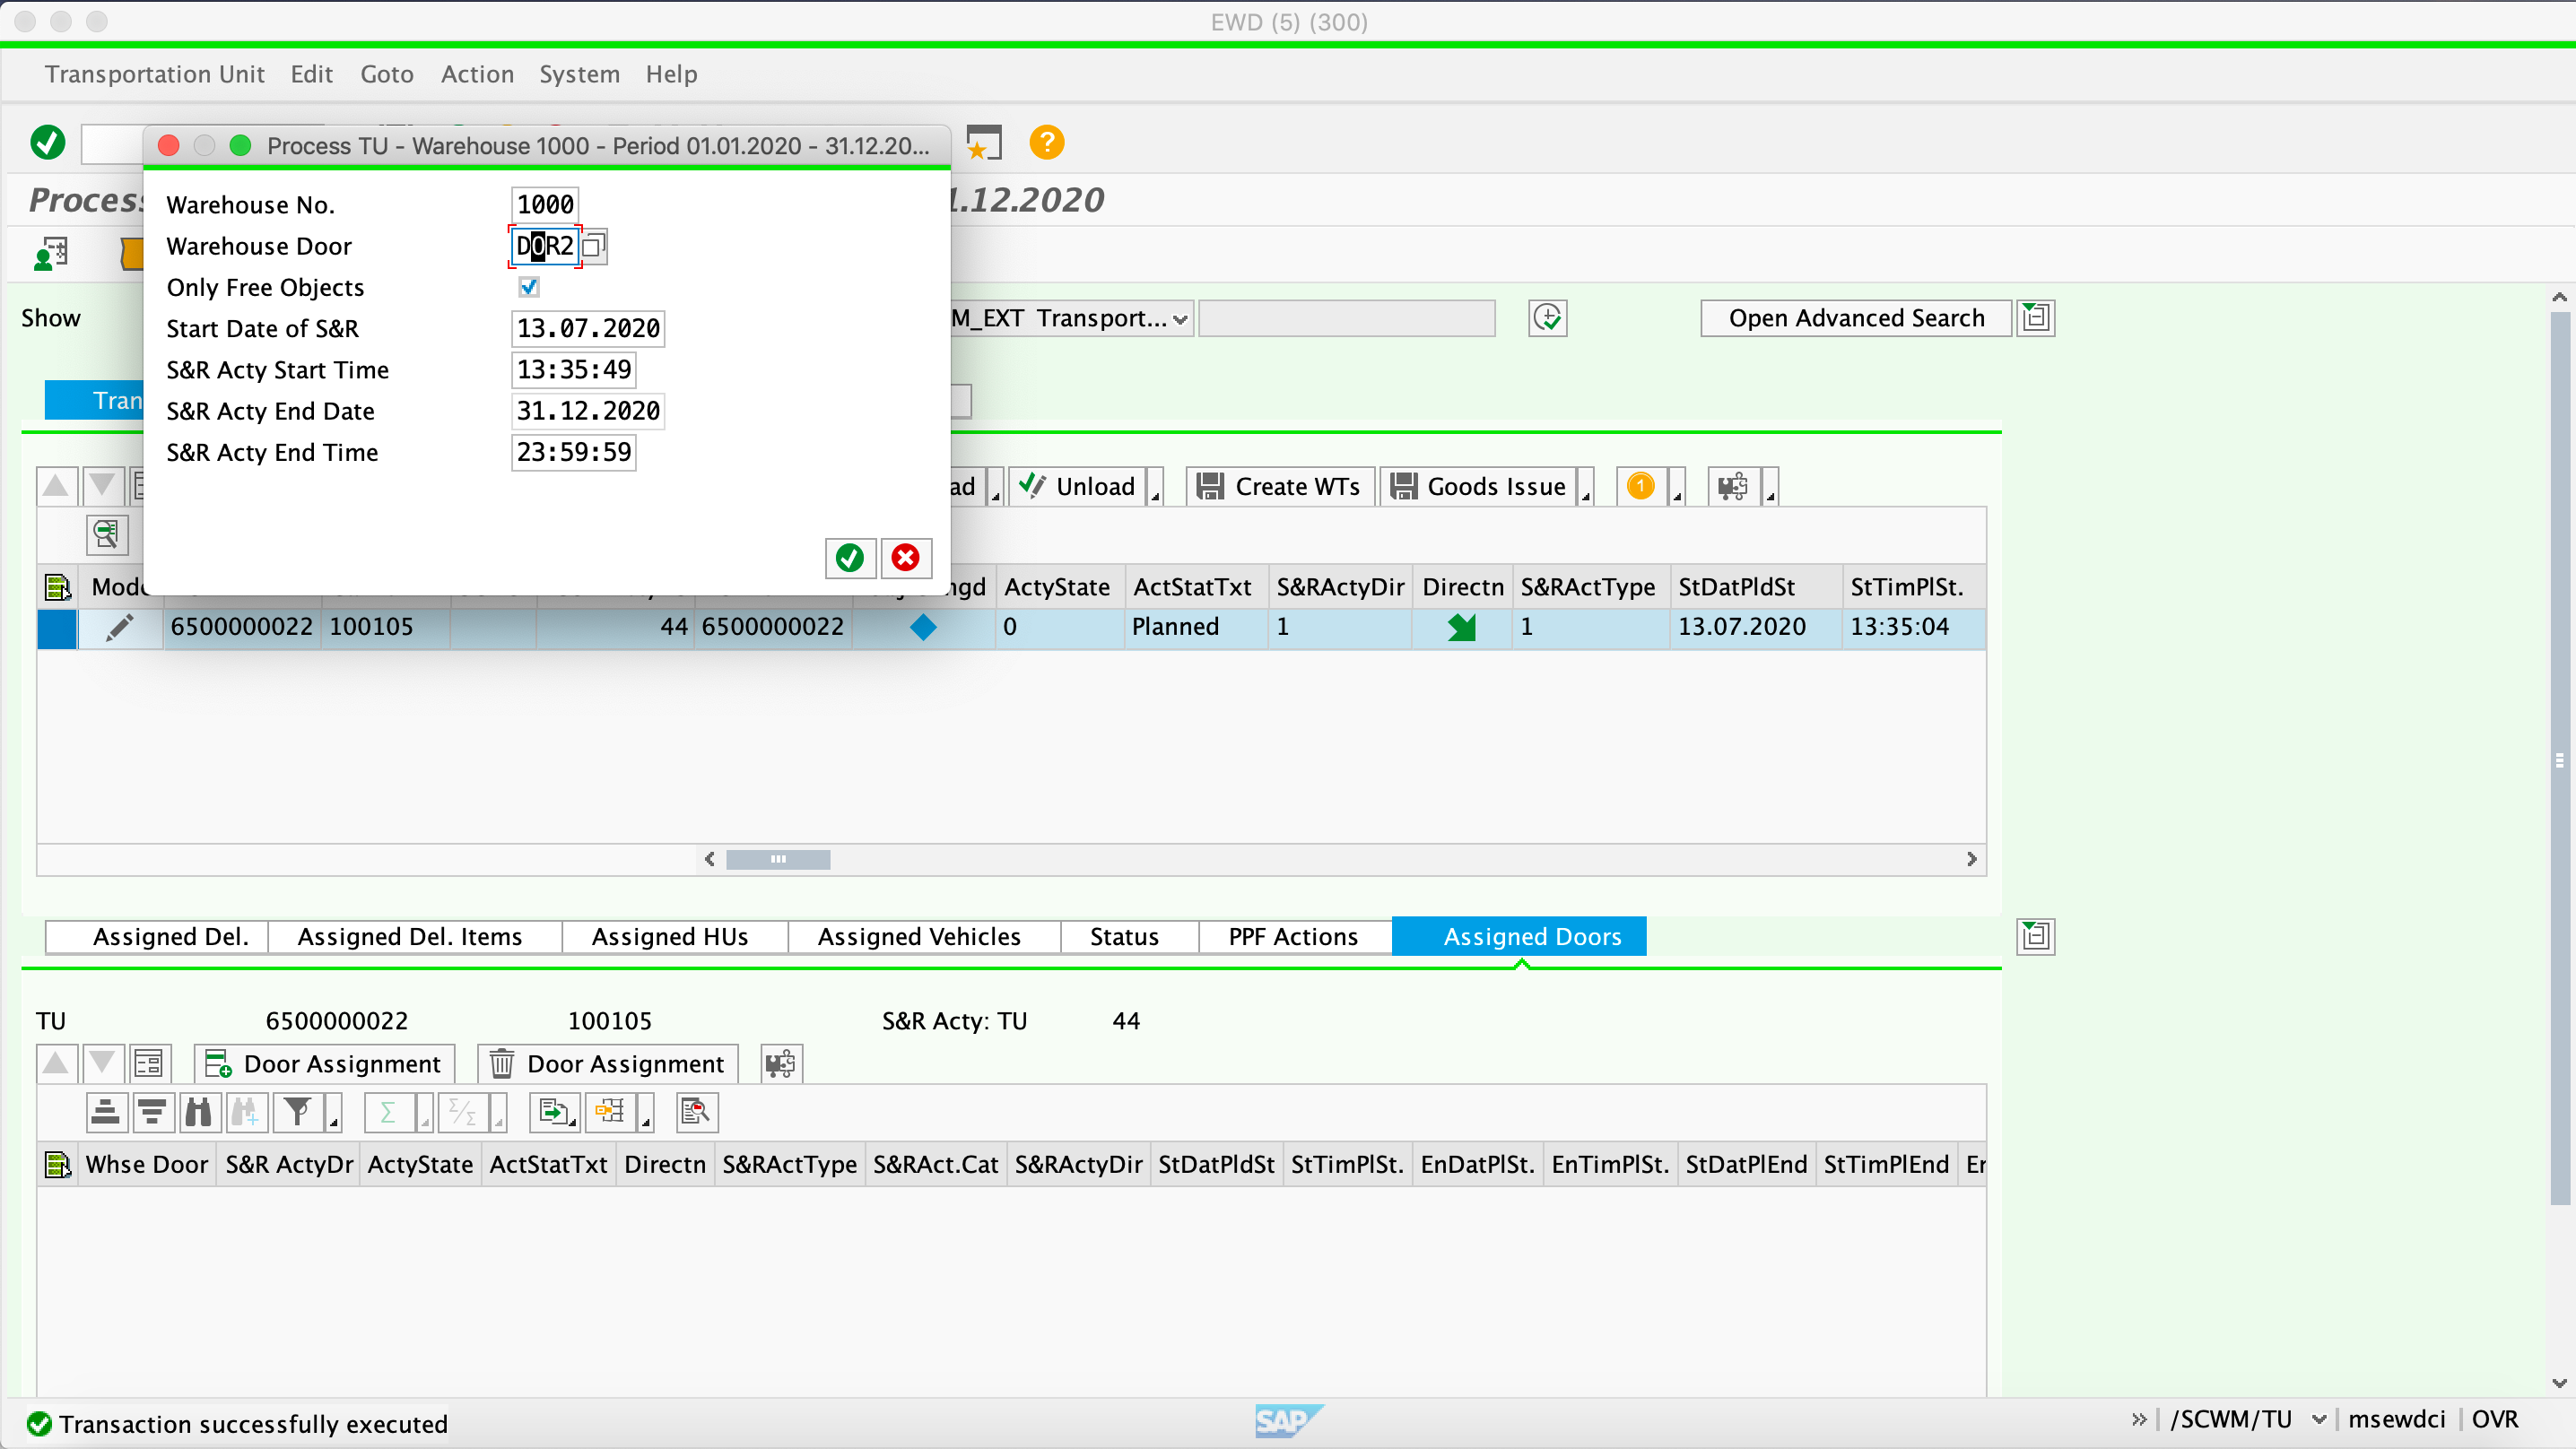 EWD (5) (300)
Transportation Unit Edit Goto Action System Help
Process TU - Warehouse 1000 - Period 01.01.2020 - 31.12.20...
Process 1.12.2020
Warehouse No. 1000
Warehouse Door D0R2
Only Free Objects
Start Date of S&R 13.07.2020
S&R Acty Start Time 13:35:49
S&R Acty End Date 31.12.2020
S&R Acty End Time 23:59:59
Show M_EXT Transport... Open Advanced Search
Tran
ad Unload Create WTs Goods Issue 1
Mode ngd ActyState ActStatTxt S&RActyDir Directn S&RActType StDatPldSt StTimPlSt.
6500000022 100105 44 6500000022 0 Planned 1 1 13.07.2020 13:35:04
Assigned Del. Assigned Del. Items Assigned HUs Assigned Vehicles Status PPF Actions Assigned Doors
TU 6500000022 100105 S&R Acty: TU 44
Door Assignment Door Assignment
Whse Door S&R ActyDr ActyState ActStatTxt Directn S&RActType S&RAct.Cat S&RActyDir StDatPldSt StTimPlSt. EnDatPlSt. EnTimPlSt. StDatPlEnd StTimPlEnd Er
Transaction successfully executed SAP » /SCWM/TU msewdci OVR